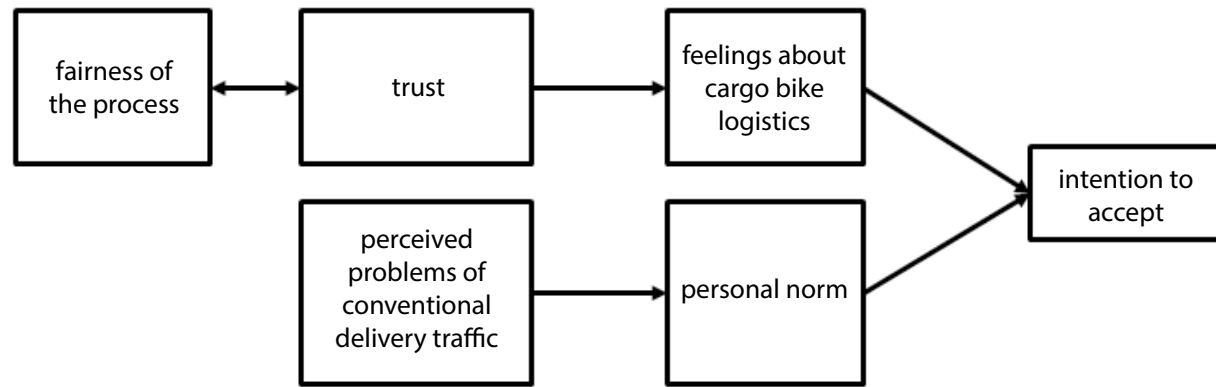 fairness of
the process
trust
feelings about
cargo bike
logistics
intention to
accept
perceived
problems of
conventional
delivery traffic
personal norm